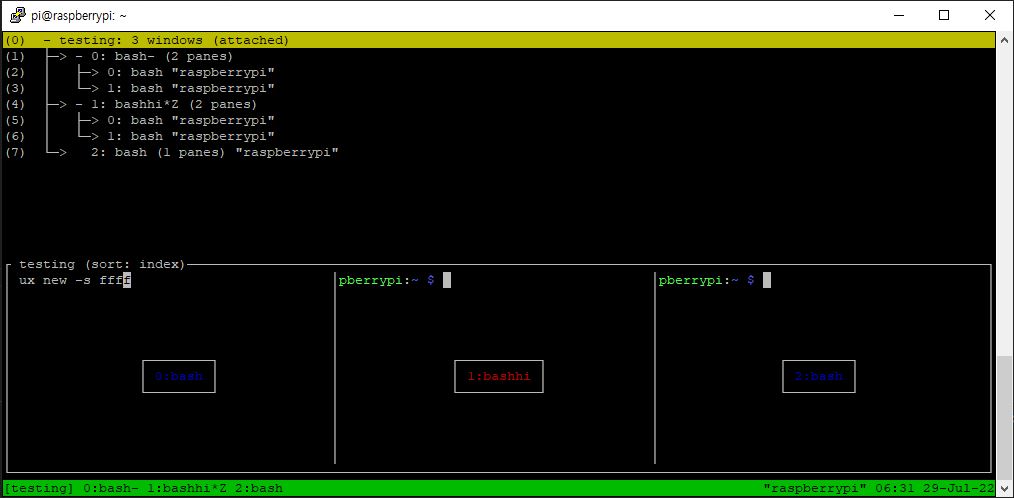 pi@raspberrypi: ~
(0) - testing: 3 windows (attached)
(1) ├─> - 0: bash- (2 panes)
(2) │ ├─> 0: bash "raspberrypi"
(3) │ └─> 1: bash "raspberrypi"
(4) ├─> - 1: bashhi*Z (2 panes)
(5) │ ├─> 0: bash "raspberrypi"
(6) │ └─> 1: bash "raspberrypi"
(7) └─> 2: bash (1 panes) "raspberrypi"
testing (sort: index)
ux new -s ffff
pberrypi:~ $
pberrypi:~ $
0:bash
1:bashhi
2:bash
[testing] 0:bash- 1:bashhi*Z 2:bash "raspberrypi" 06:31 29-Jul-22